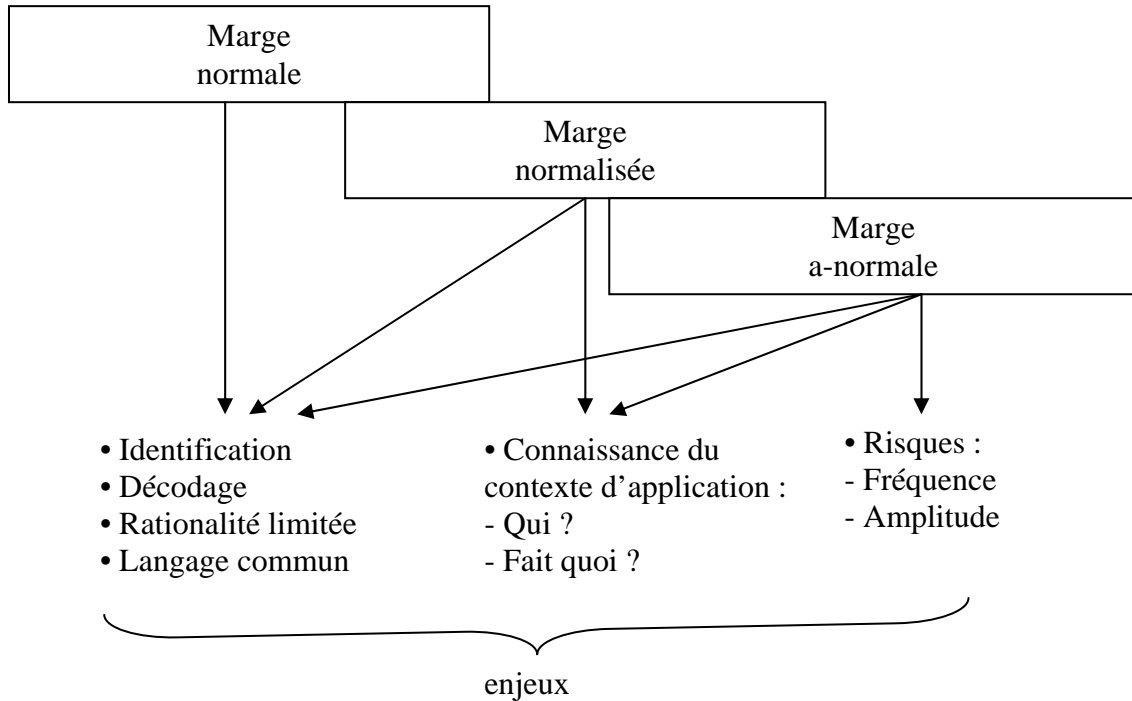 Marge
normale
Marge
normalisée
Marge
a-normale
• Identification
• Décodage
• Rationalité limitée
• Langage commun
• Connaissance du
contexte d’application :
- Qui ?
- Fait quoi ?
• Risques :
- Fréquence
- Amplitude
enjeux